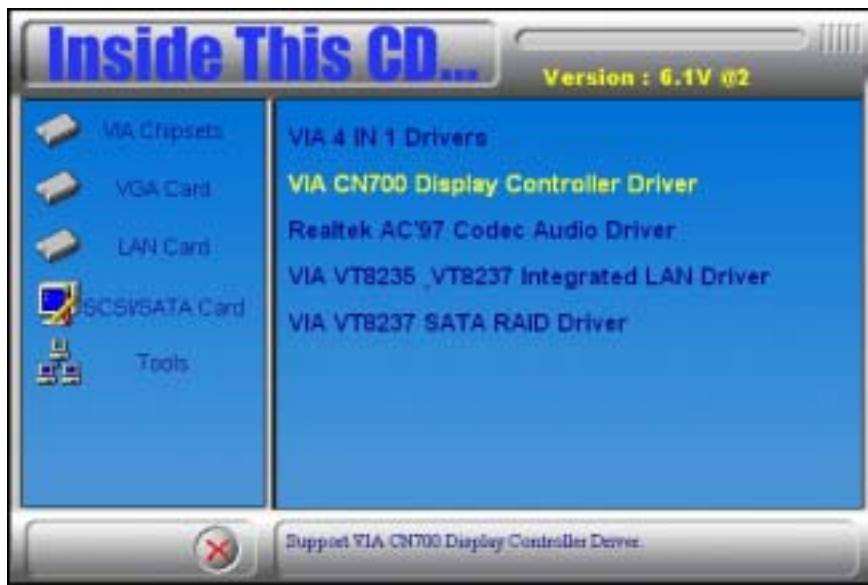 Inside This CD...
Version : 6.1V @2
VIA Chipsets
VGA Card
LAN Card
SCSI/SATA Card
Tools
VIA 4 IN 1 Drivers
VIA CN700 Display Controller Driver
Realtek AC'97 Codec Audio Driver
VIA VT8235 ,VT8237 Integrated LAN Driver
VIA VT8237 SATA RAID Driver
Support VIA CN700 Display Controller Driver.